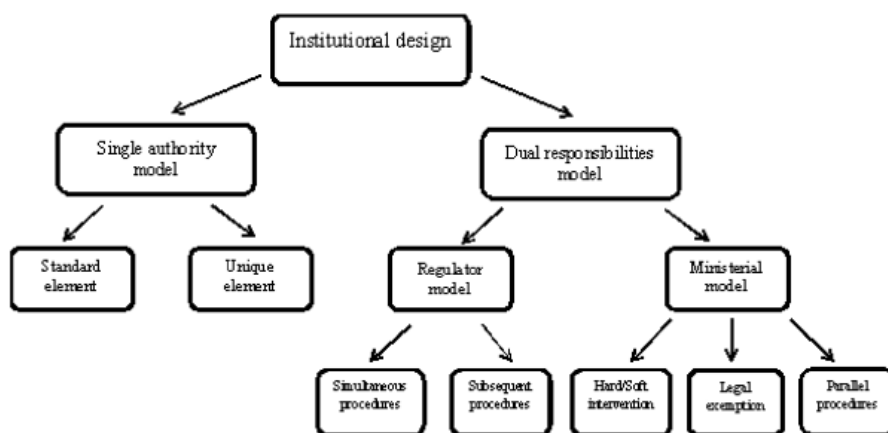 Institutional design
Single authority
model
Dual responsibilities
model
Standard
element
Unique
element
Regulator
model
Ministerial
model
Simultaneous
procedures
Subsequent
procedures
Hard/Soft
intervention
Legal
exemption
Parallel
procedures